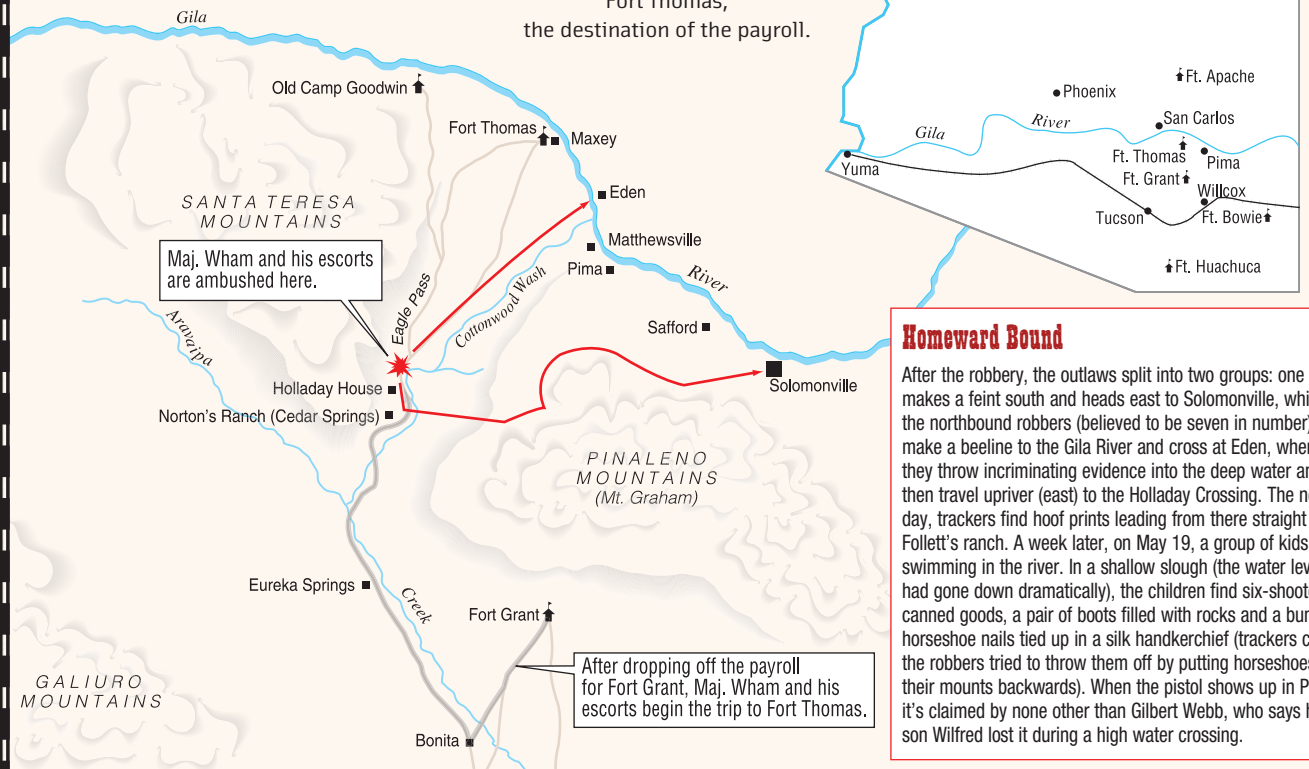 Fort Thomas,
the destination of the payroll.
Gila
Old Camp Goodwin
Fort Thomas
Maxey
SANTA TERESA
MOUNTAINS
Eden
Maj. Wham and his escorts
are ambushed here.
Matthewsville
Pima
River
Eagle Pass
Cottonwood Wash
Aravaipa
Safford
Holladay House
Solomonville
Norton's Ranch (Cedar Springs)
PINALENO
MOUNTAINS
(Mt. Graham)
Eureka Springs
Creek
Fort Grant
GALIURO
MOUNTAINS
After dropping off the payroll
for Fort Grant, Maj. Wham and his
escorts begin the trip to Fort Thomas.
Bonita
Ft. Apache
Phoenix
San Carlos
Gila
River
Ft. Thomas
Pima
Yuma
Ft. Grant
Willcox
Tucson
Ft. Bowie
Ft. Huachuca
Homeward Bound
After the robbery, the outlaws split into two groups: one
makes a feint south and heads east to Solomonville,
the northbound robbers (believed to be seven in number)
make a beeline to the Gila River and cross at Eden,
they throw incriminating evidence into the deep water
then travel upriver (east) to the Holladay Crossing. The
day, trackers find hoof prints leading from there straight
Follett's ranch. A week later, on May 19, a group of kids
swimming in the river. In a shallow slough (the water
had gone down dramatically), the children find
canned goods, a pair of boots filled with rocks and a
horseshoe nails tied up in a silk handkerchief (trackers
the robbers tried to throw them off by putting horseshoes
their mounts backwards). When the pistol shows up in
it's claimed by none other than Gilbert Webb, who says
son Wilfred lost it during a high water crossing.